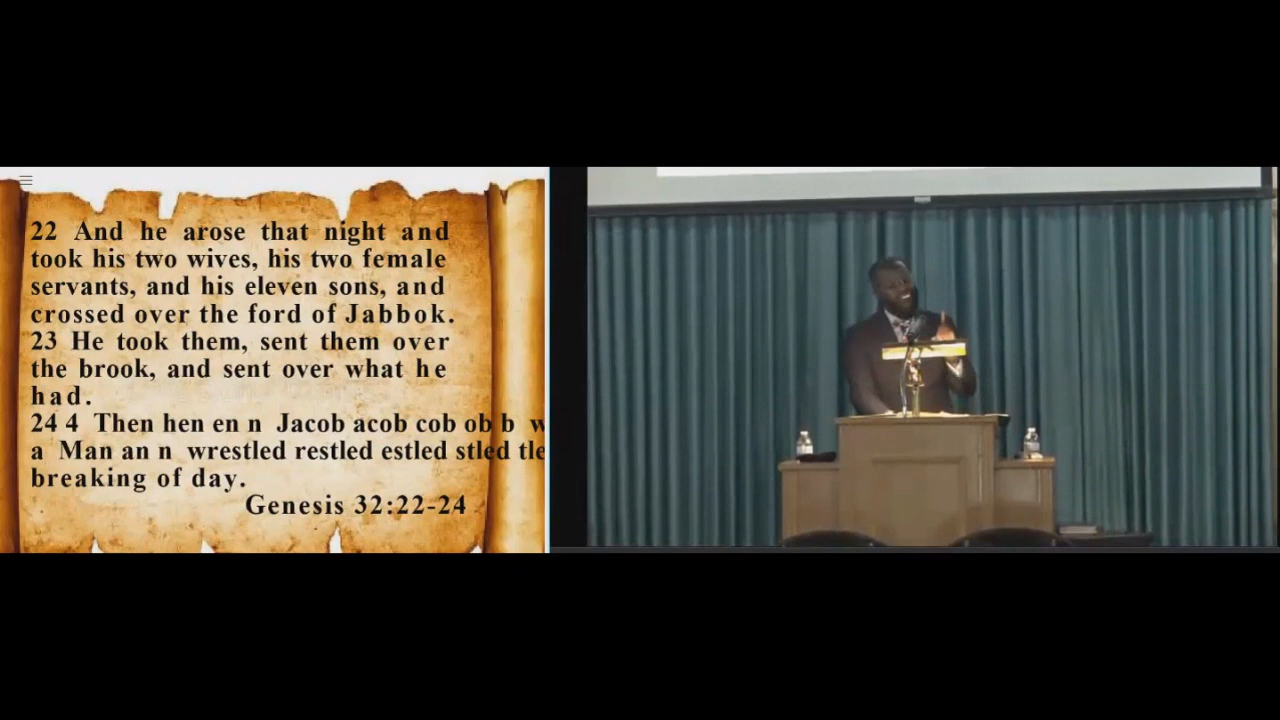 22 And he arose that night and
took his two wives, his two female
servants, and his eleven sons, and
crossed over the ford of Jabbok.
23 He took them, sent them over
the brook, and sent over what he
had.
24 4 Then hen en n Jacob acob cob ob b w
a Man an n wrestled restled estled stled tle
breaking of day.
Genesis 32:22-24